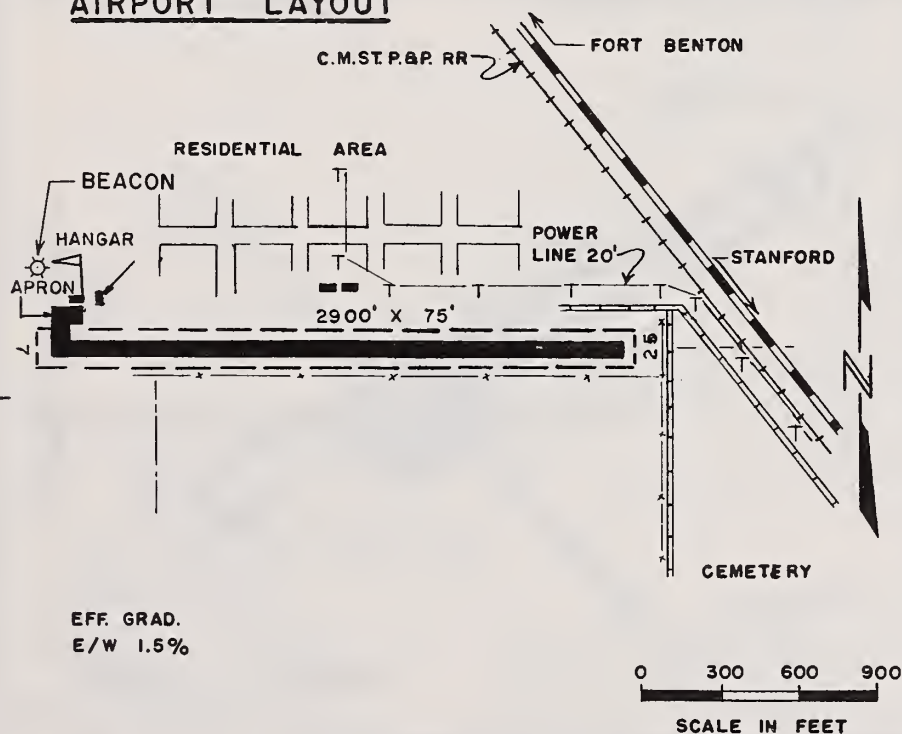 AIRPORT LAYOUT
FORT BENTON
C.M.ST. P.&P. RR
RESIDENTIAL AREA
BEACON
HANGAR
APRON
POWER
LINE 20'
STANFORD
2900' X 75'
7
25
N
CEMETERY
EFF. GRAD.
E/W 1.5%
0 300 600 900
SCALE IN FEET